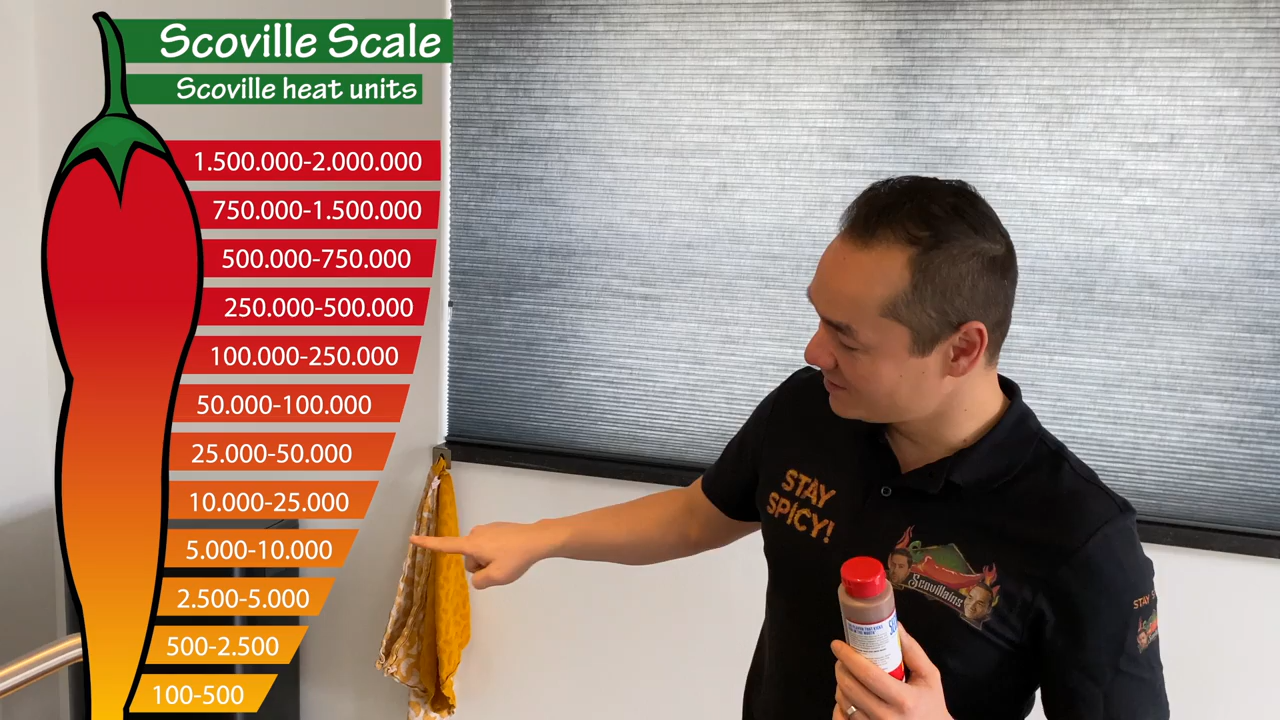 Scoville Scale
Scoville heat units
1.500.000-2.000.000
750.000-1.500.000
500.000-750.000
250.000-500.000
100.000-250.000
50.000-100.000
25.000-50.000
10.000-25.000
5.000-10.000
2.500-5.000
500-2.500
100-500
STAY
SPICY!
Scovillains
STAY S